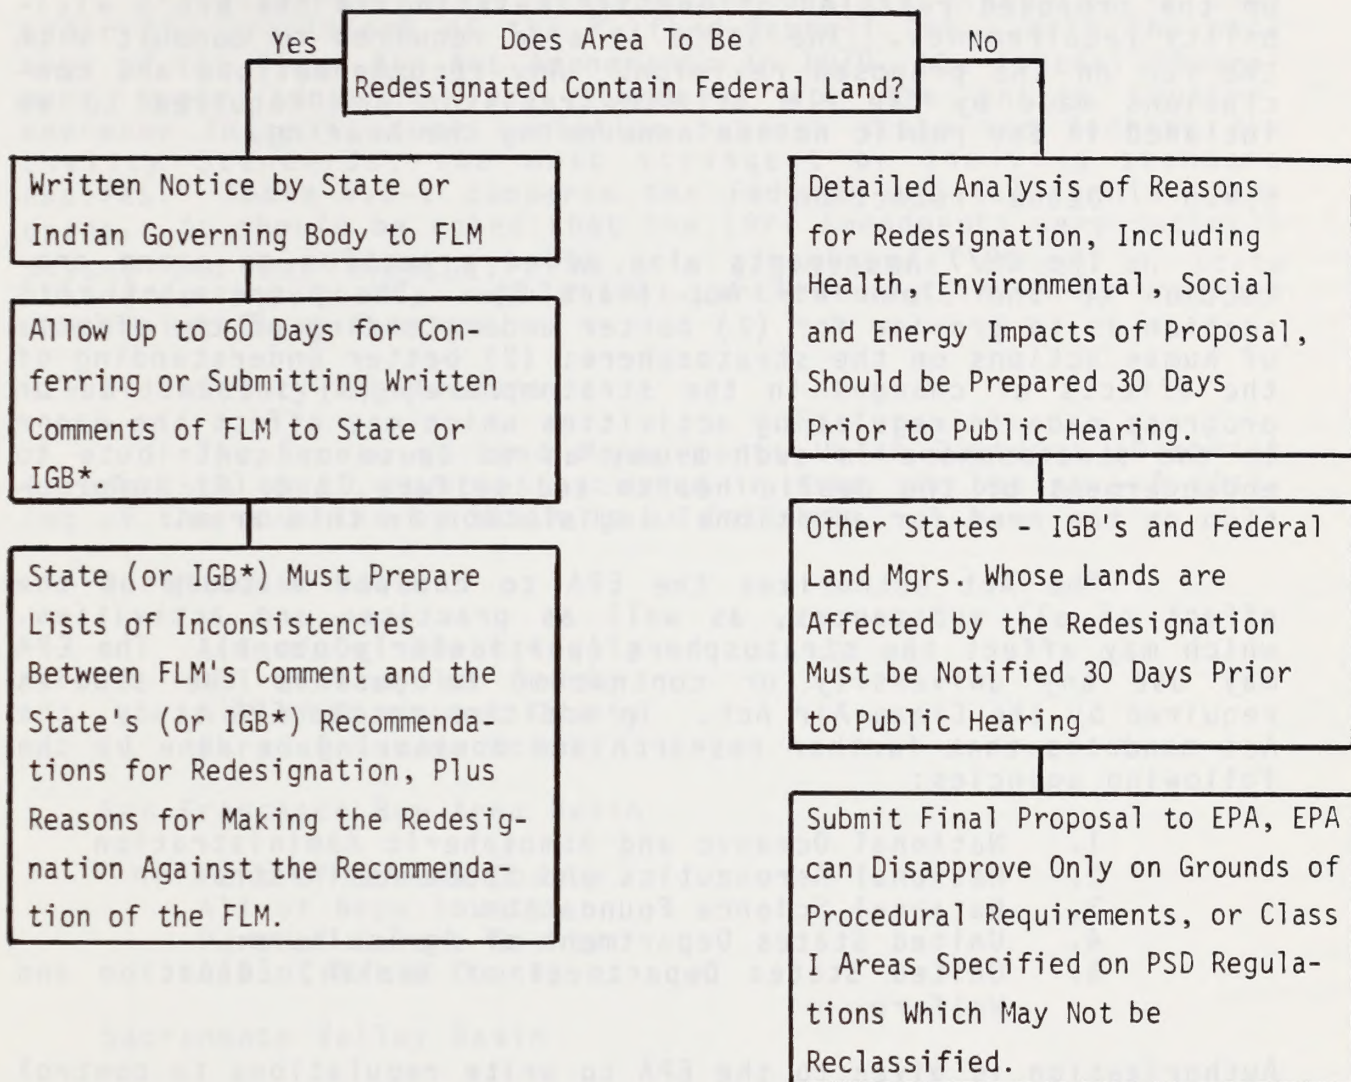 Yes
Does Area To Be
No
Redesignated Contain Federal Land?
Written Notice by State or
Indian Governing Body to FLM
Allow Up to 60 Days for Con-
ferring or Submitting Written
Comments of FLM to State or
IGB*
State (or IGB*) Must Prepare
Lists of Inconsistencies
Between FLM's Comment and the
State's (or IGB*) Recommenda-
tions for Redesignation, Plus
Reasons for Making the Redesig-
nation Against the Recommenda-
tion of the FLM.
Detailed Analysis of Reasons
for Redesignation, Including
Health, Environmental, Social
and Energy Impacts of Proposal,
Should be Prepared 30 Days
Prior to Public Hearing.
Other States - IGB's and Federal
Land Mgrs. Whose Lands are
Affected by the Redesignation
Must be Notified 30 Days Prior
to Public Hearing
Submit Final Proposal to EPA, EPA
can Disapprove Only on Grounds of
Procedural Requirements, or Class
I Areas Specified on PSD Regula-
tions Which May Not be
Reclassified.